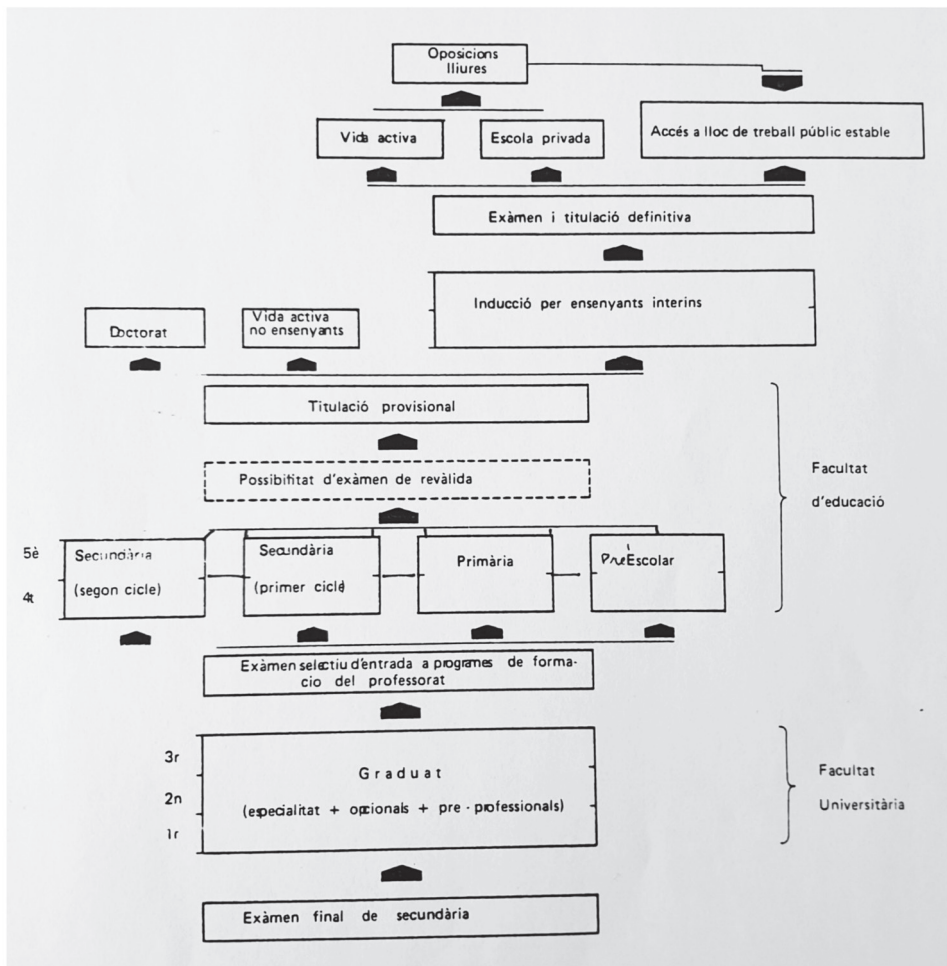 Oposicions
lliures
Vida activa
Escola privada
Accés a lloc de treball públic estable
Exàmen i titulació definitiva
Inducció per ensenyants interins
Doctorat
Vida activa
no ensenyants
Titulació provisional
Possibilitat d'exàmen de revàlida
Facultat
d'educació
5è
4t
Secundària
(segon cicle)
Secundària
(primer cicle)
Primària
PreEscolar
Exàmen selectiu d'entrada a programes de forma-
cio del professorat
3r
2n
1r
Graduat
(especialitat + opcionals + pre-professionals)
Facultat
Universitària
Exàmen final de secundària